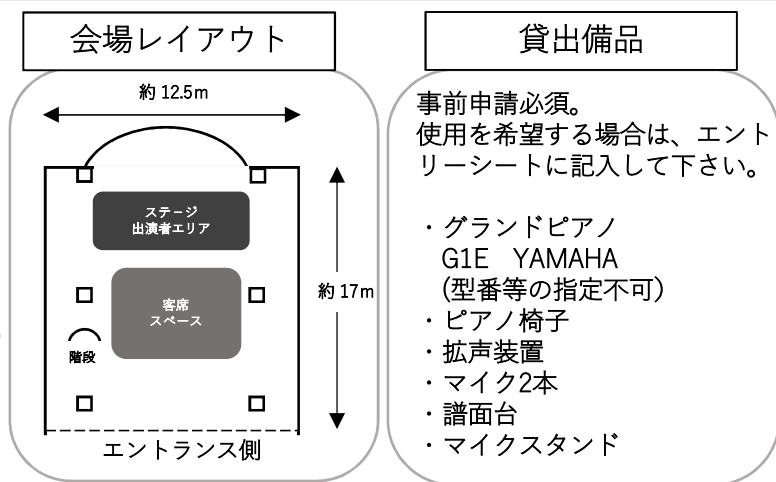 会場レイアウト
約 12.5m
ステージ
出演者エリア
約 17m
客席
スペース
階段
エントランス側
貸出備品
事前申請必須。
使用を希望する場合は、エント
リーシートに記入して下さい。
・グランドピアノ
G1E　YAMAHA
(型番等の指定不可)
・ピアノ椅子
・拡声装置
・マイク2本
・譜面台
・マイクスタンド